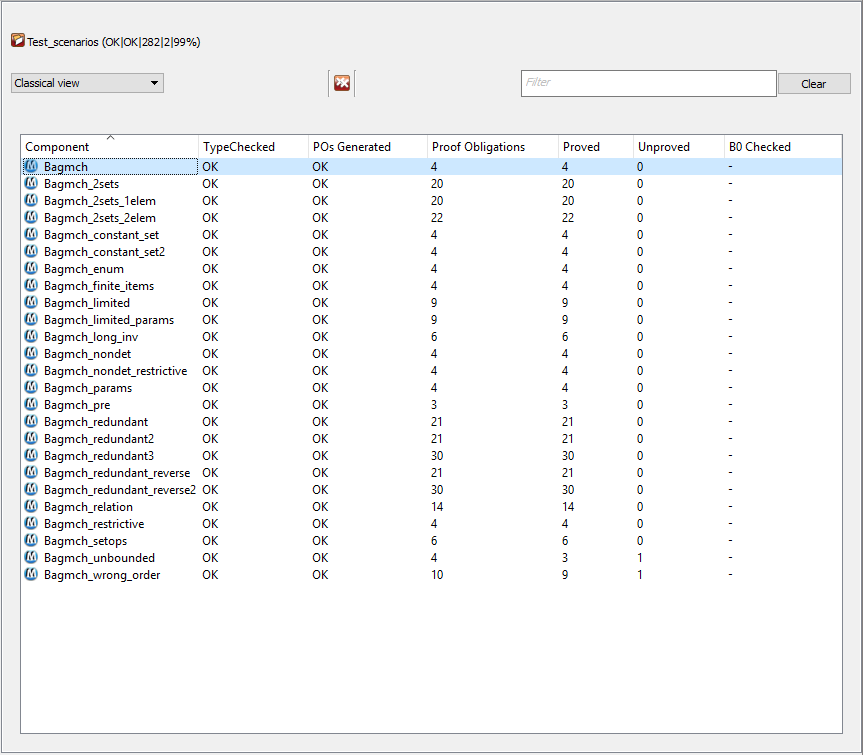 Test_scenarios (OK|OK|282|2|99%)
Classical view Filter Clear
Component TypeChecked POs Generated Proof Obligations Proved Unproved B0 Checked
Bagmch OK OK 4 4 0 -
Bagmch_2sets OK OK 20 20 0 -
Bagmch_2sets_1elem OK OK 20 20 0 -
Bagmch_2sets_2elem OK OK 22 22 0 -
Bagmch_constant_set OK OK 4 4 0 -
Bagmch_constant_set2 OK OK 4 4 0 -
Bagmch_enum OK OK 4 4 0 -
Bagmch_finite_items OK OK 4 4 0 -
Bagmch_limited OK OK 9 9 0 -
Bagmch_limited_params OK OK 9 9 0 -
Bagmch_long_inv OK OK 6 6 0 -
Bagmch_nondet OK OK 4 4 0 -
Bagmch_nondet_restrictive OK OK 4 4 0 -
Bagmch_params OK OK 4 4 0 -
Bagmch_pre OK OK 3 3 0 -
Bagmch_redundant OK OK 21 21 0 -
Bagmch_redundant2 OK OK 21 21 0 -
Bagmch_redundant3 OK OK 30 30 0 -
Bagmch_redundant_reverse OK OK 21 21 0 -
Bagmch_redundant_reverse2 OK OK 30 30 0 -
Bagmch_relation OK OK 14 14 0 -
Bagmch_restrictive OK OK 4 4 0 -
Bagmch_setops OK OK 6 6 0 -
Bagmch_unbounded OK OK 4 3 1 -
Bagmch_wrong_order OK OK 10 9 1 -